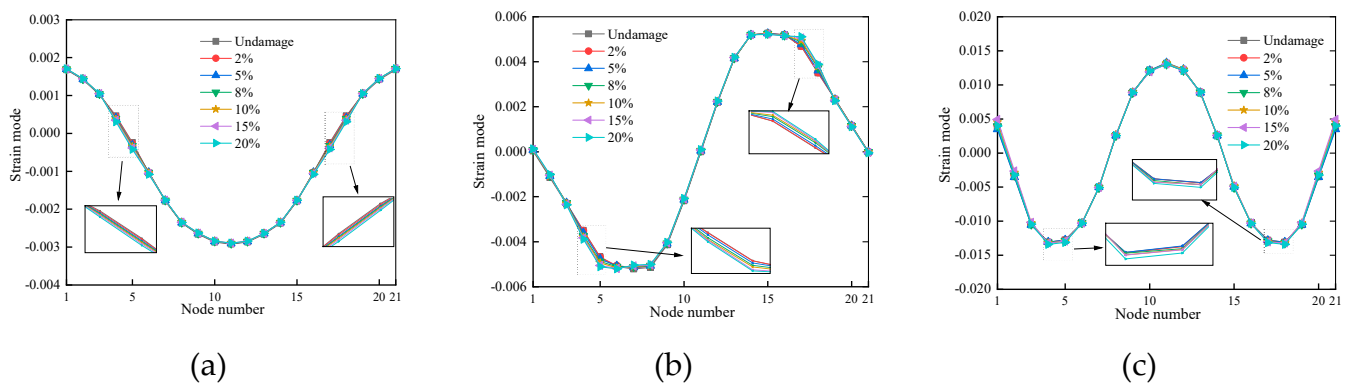 0.003
0.002
0.001
0.000
-0.001
-0.002
-0.003
-0.004
Strain mode
Undamage
2%
5%
8%
10%
15%
20%
1 5 10 15 20 21
Node number
(a)
0.006
0.004
0.002
0.000
-0.002
-0.004
-0.006
Strain mode
Undamage
2%
5%
8%
10%
15%
20%
1 5 10 15 20 21
Node number
(b)
0.020
0.015
0.010
0.005
0.000
-0.005
-0.010
-0.015
-0.020
Strain mode
Undamage
2%
5%
8%
10%
15%
20%
1 5 10 15 20 21
Node number
(c)